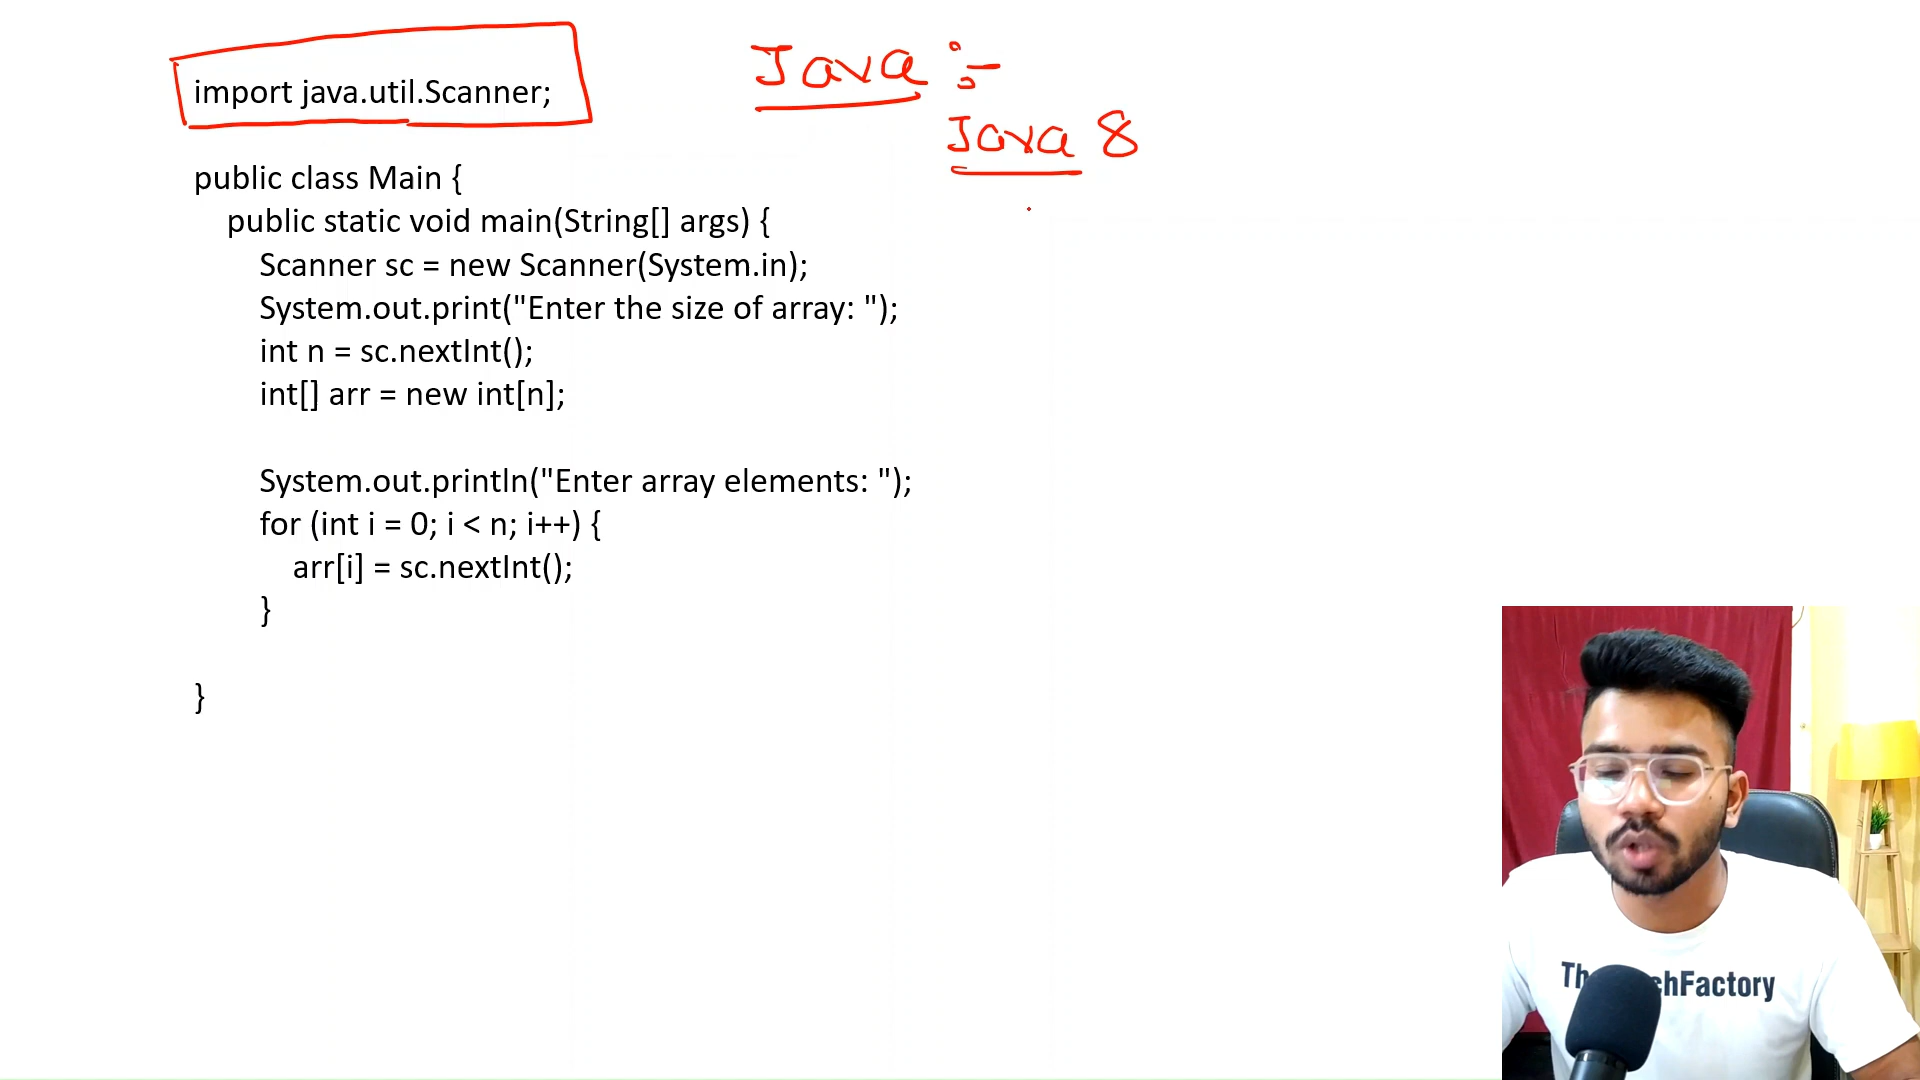 import java.util.Scanner;
Java :-
Java 8
public class Main {
public static void main(String[] args) {
Scanner sc = new Scanner(System.in);
System.out.print("Enter the size of array: ");
int n = sc.nextInt();
int[] arr = new int[n];
System.out.println("Enter array elements: ");
for (int i = 0; i < n; i++) {
arr[i] = sc.nextInt();
}
}